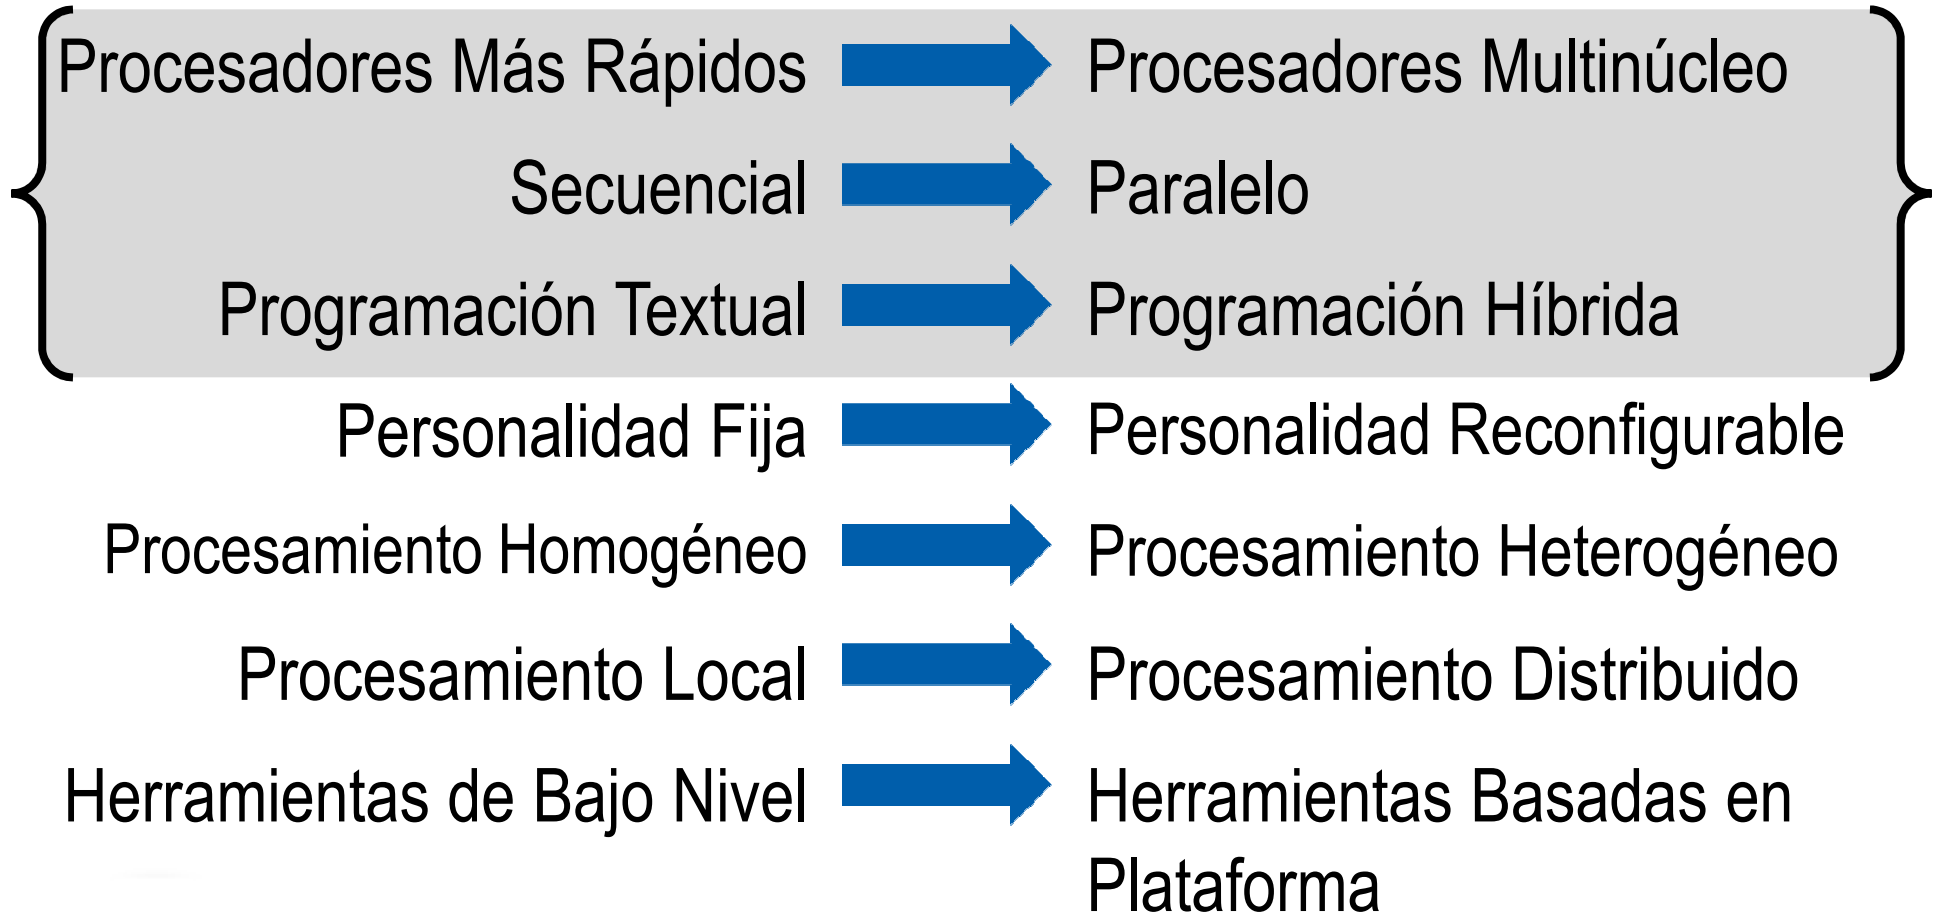 Procesadores Más Rápidos Procesadores Multinúcleo
Secuencial Paralelo
Programación Textual Programación Híbrida
Personalidad Fija Personalidad Reconfigurable
Procesamiento Homogéneo Procesamiento Heterogéneo
Procesamiento Local Procesamiento Distribuido
Herramientas de Bajo Nivel Herramientas Basadas en
Plataforma